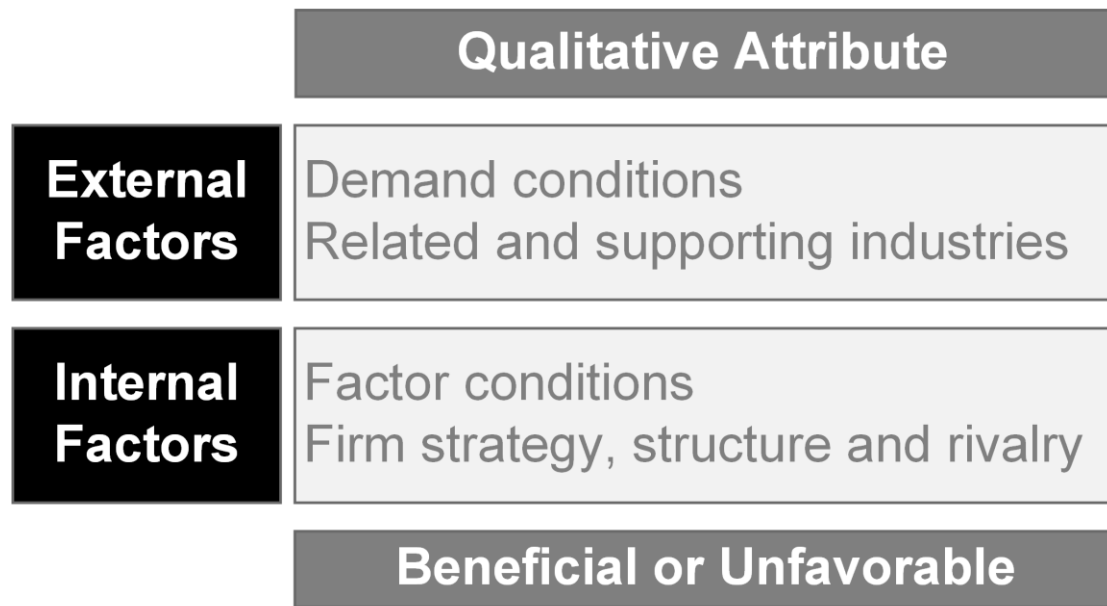 Qualitative Attribute
External
Factors
Demand conditions
Related and supporting industries
Internal
Factors
Factor conditions
Firm strategy, structure and rivalry
Beneficial or Unfavorable